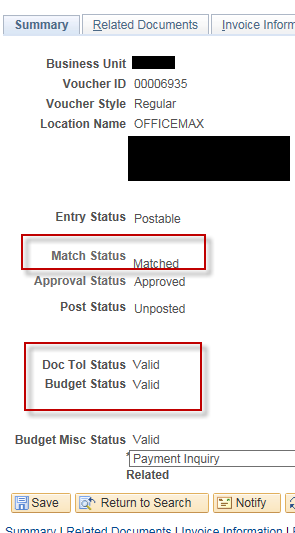 Summary Related Documents Invoice Inform
Business Unit
Voucher ID 00006935
Voucher Style Regular
Location Name OFFICEMAX
Entry Status Postable
Match Status Matched
Approval Status Approved
Post Status Unposted
Doc Tol Status Valid
Budget Status Valid
Budget Misc Status Valid
*Payment Inquiry
Related
Save Return to Search Notify
Summary | Related Documents | Invoice Information |